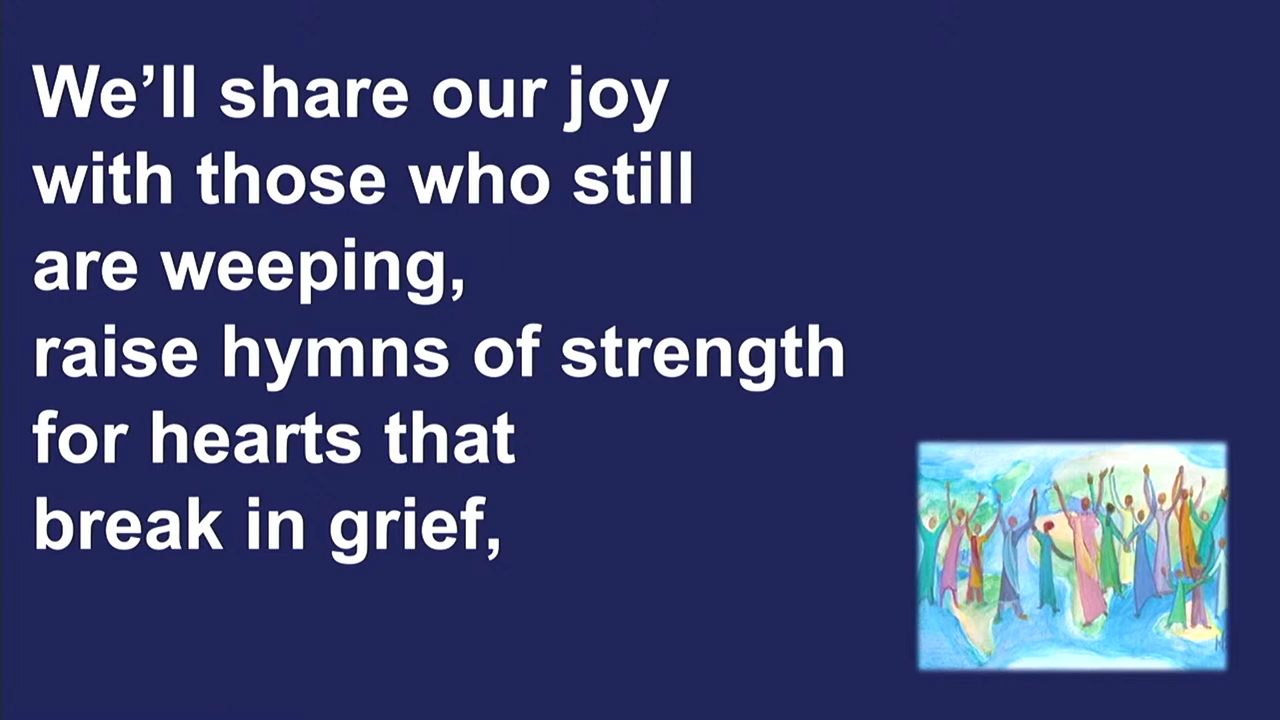 We’ll share our joy
with those who still
are weeping,
raise hymns of strength
for hearts that
break in grief,